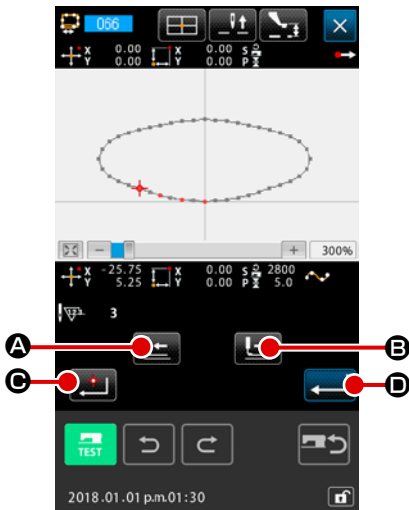 066
X 0.00 X 0.00 S
Y 0.00 Y 0.00 P
300%
X -25.75 X 0.00 S 2800
Y 5.25 Y 0.00 P 5.0
3
A
B
C
D
TEST
2018.01.01 p.m.01:30